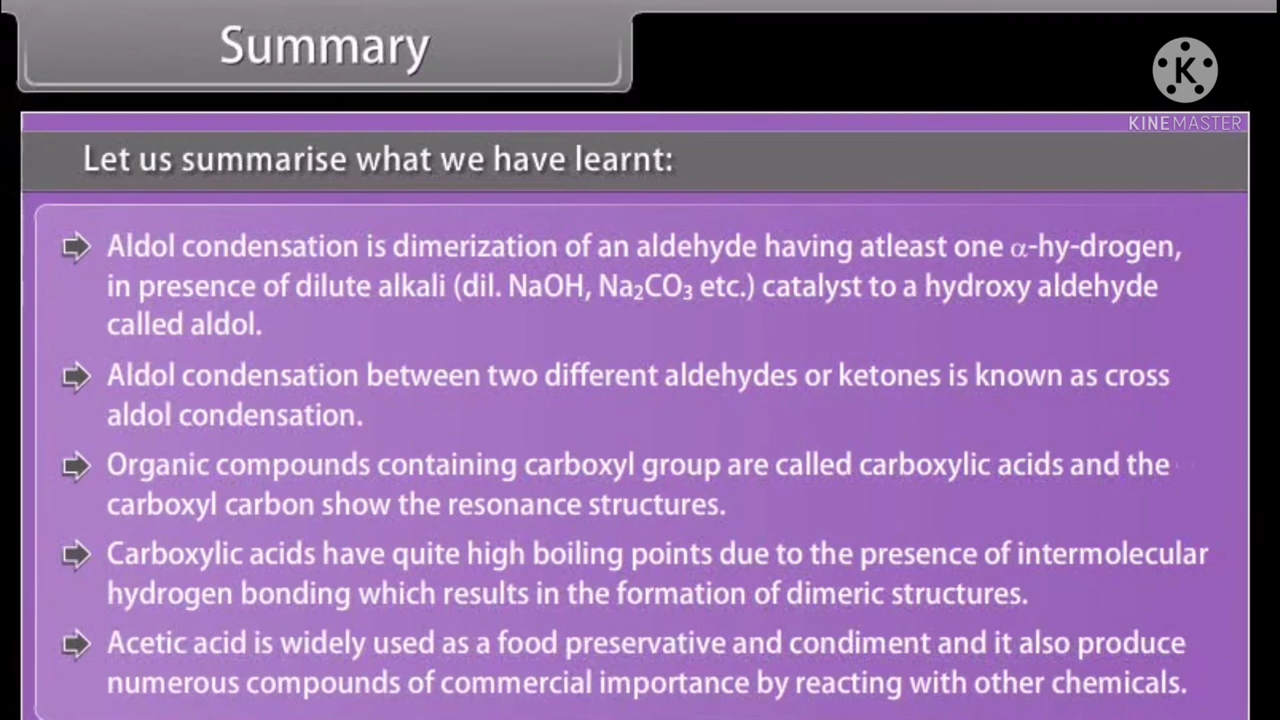 Summary
K
KINEMASTER
Let us summarise what we have learnt:
Aldol condensation is dimerization of an aldehyde having atleast one α-hy-drogen,
in presence of dilute alkali (dil. NaOH, Na₂CO₃ etc.) catalyst to a hydroxy aldehyde
called aldol.
Aldol condensation between two different aldehydes or ketones is known as cross
aldol condensation.
Organic compounds containing carboxyl group are called carboxylic acids and the
carboxyl carbon show the resonance structures.
Carboxylic acids have quite high boiling points due to the presence of intermolecular
hydrogen bonding which results in the formation of dimeric structures.
Acetic acid is widely used as a food preservative and condiment and it also produce
numerous compounds of commercial importance by reacting with other chemicals.